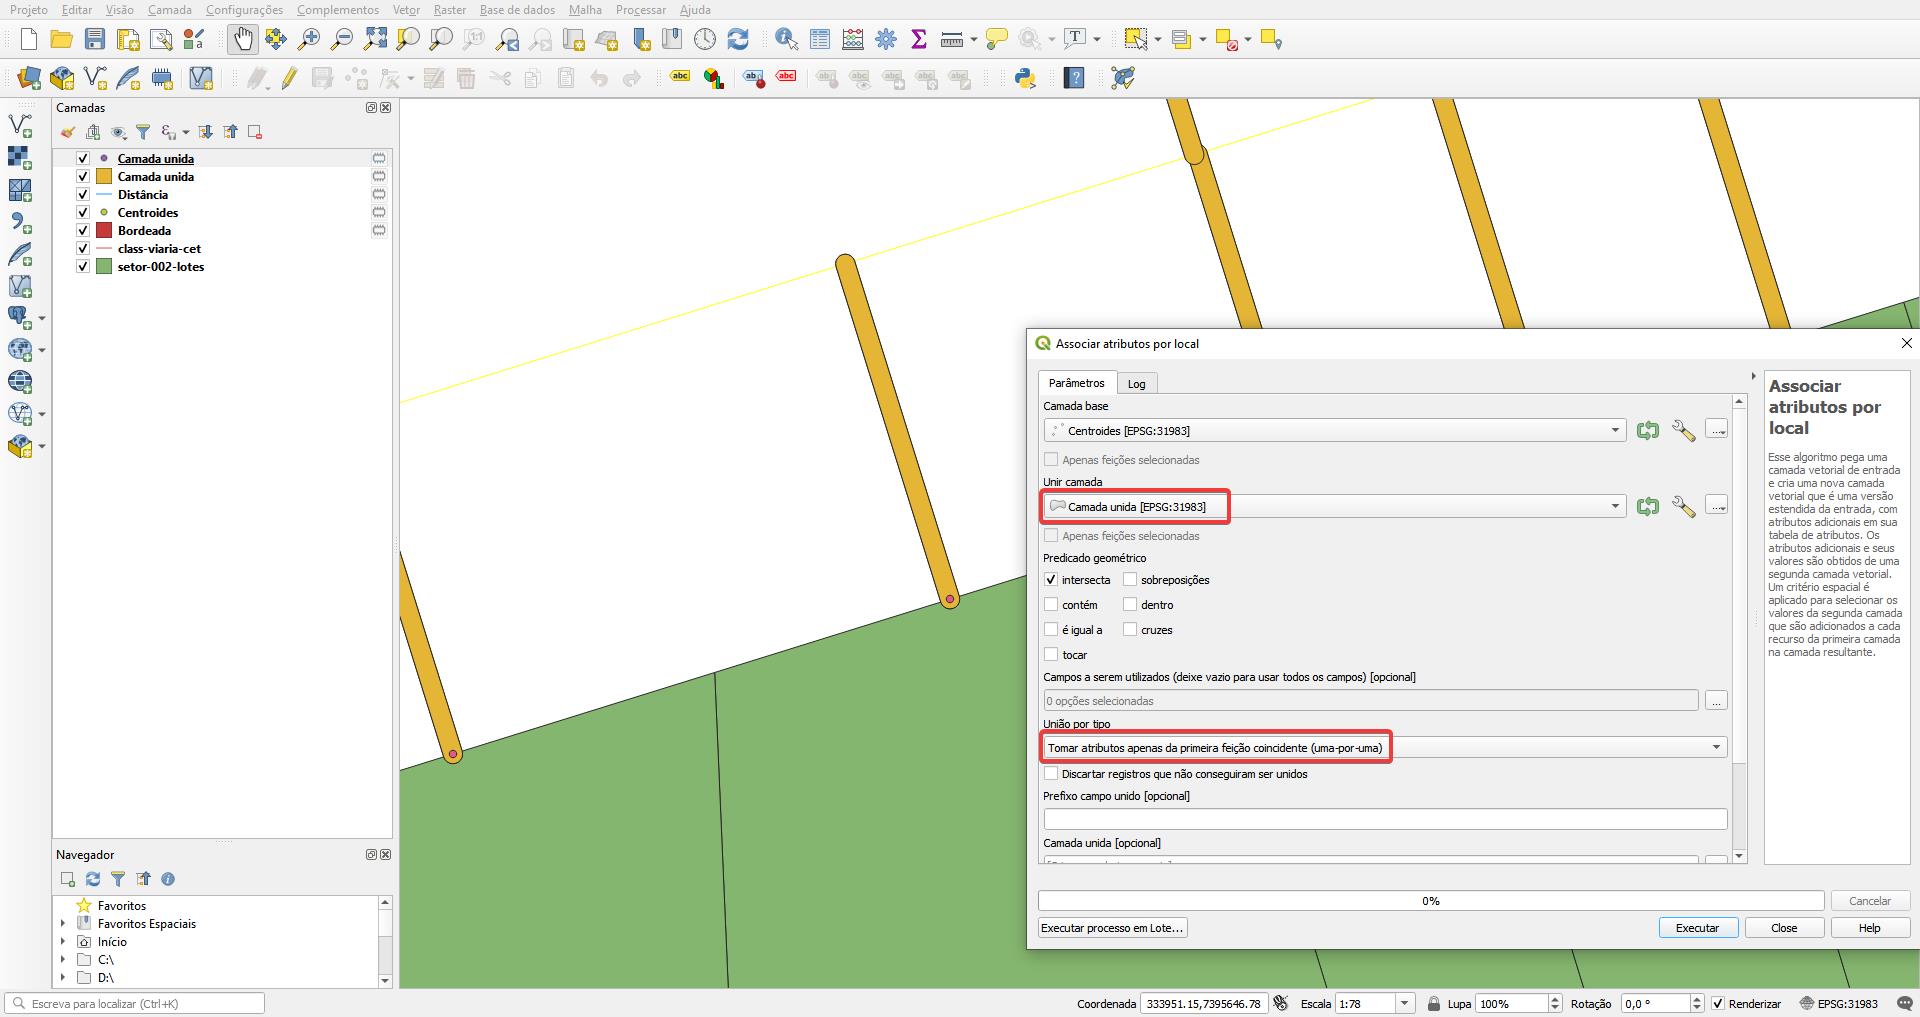 Projeto Editar Visão Camada Configurações Complementos Vetor Raster Base de dados Malha Processar Ajuda
Camadas
Camada unida
Camada unida
Distância
Centroides
Bordeada
class-viaria-cet
setor-002-lotes
Navegador
Favoritos
Favoritos Espaciais
Início
C:\
D:\
Associar atributos por local
Parâmetros Log
Camada base
Centroides [EPSG:31983]
Apenas feições selecionadas
Unir camada
Camada unida [EPSG:31983]
Apenas feições selecionadas
Predicado geométrico
intersecta sobreposições
contém dentro
é igual a cruzes
tocar
Campos a serem utilizados (deixe vazio para usar todos os campos) [opcional]
0 opções selecionadas
...
União por tipo
Tomar atributos apenas da primeira feição coincidente (uma-por-uma)
Discartar registros que não conseguiram ser unidos
Prefixo campo unido [opcional]
Camada unida [opcional]
Associar
atributos por
local
Esse algoritmo pega uma
camada vetorial de entrada
e cria uma nova camada
vetorial que é uma versão
estendida da entrada, com
atributos adicionais em sua
tabela de atributos. Os
atributos adicionais e seus
valores são obtidos de uma
segunda camada vetorial.
Um critério espacial é
aplicado para selecionar os
valores da segunda camada
que são adicionados a cada
recurso da primeira camada
na camada resultante.
0%
Cancelar
Executar processo em Lote...
Executar Close Help
Escreva para localizar (Ctrl+K)
Coordenada 333951.15,7395646.78 Escala 1:78 Lupa 100% Rotação 0,0 ° Renderizar EPSG:31983